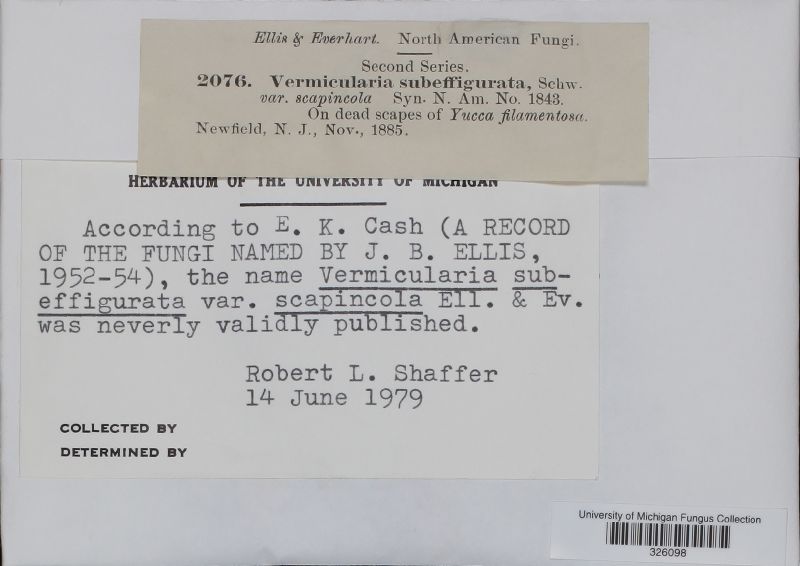 Ellis & Everhart. North American Fungi.
Second Series.
2076. Vermicularia subeffigurata, Schw.
var. scapincola Syn. N. Am. No. 1843.
On dead scapes of Yucca filamentosa.
Newfield, N. J., Nov., 1885.
HERBARIUM OF THE UNIVERSITY OF MICHIGAN
According to E. K. Cash (A RECORD
OF THE FUNGI NAMED BY J. B. ELLIS,
1952-54), the name Vermicularia sub-
effigurata var. scapincola Ell. & Ev.
was neverly validly published.
Robert L. Shaffer
14 June 1979
COLLECTED BY
DETERMINED BY
University of Michigan Fungus Collection
326098